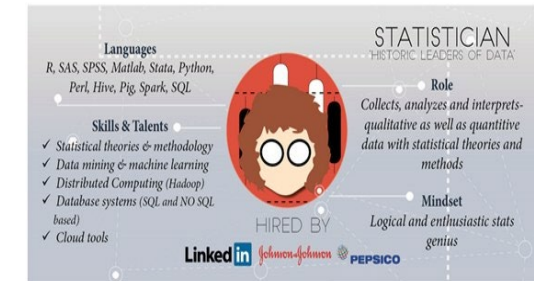 STATISTICIAN
'HISTORIC LEADERS OF DATA'
Languages
R, SAS, SPSS, Matlab, Stata, Python,
Perl, Hive, Pig, Spark, SQL
Skills & Talents
✓ Statistical theories & methodology
✓ Data mining & machine learning
✓ Distributed Computing (Hadoop)
✓ Database systems (SQL and NO SQL
based)
✓ Cloud tools
Role
Collects, analyzes and interprets-
qualitative as well as quantitive
data with statistical theories and
methods
Mindset
Logical and enthusiastic stats
genius
HIRED BY
Linked in Johnson&Johnson PEPSICO